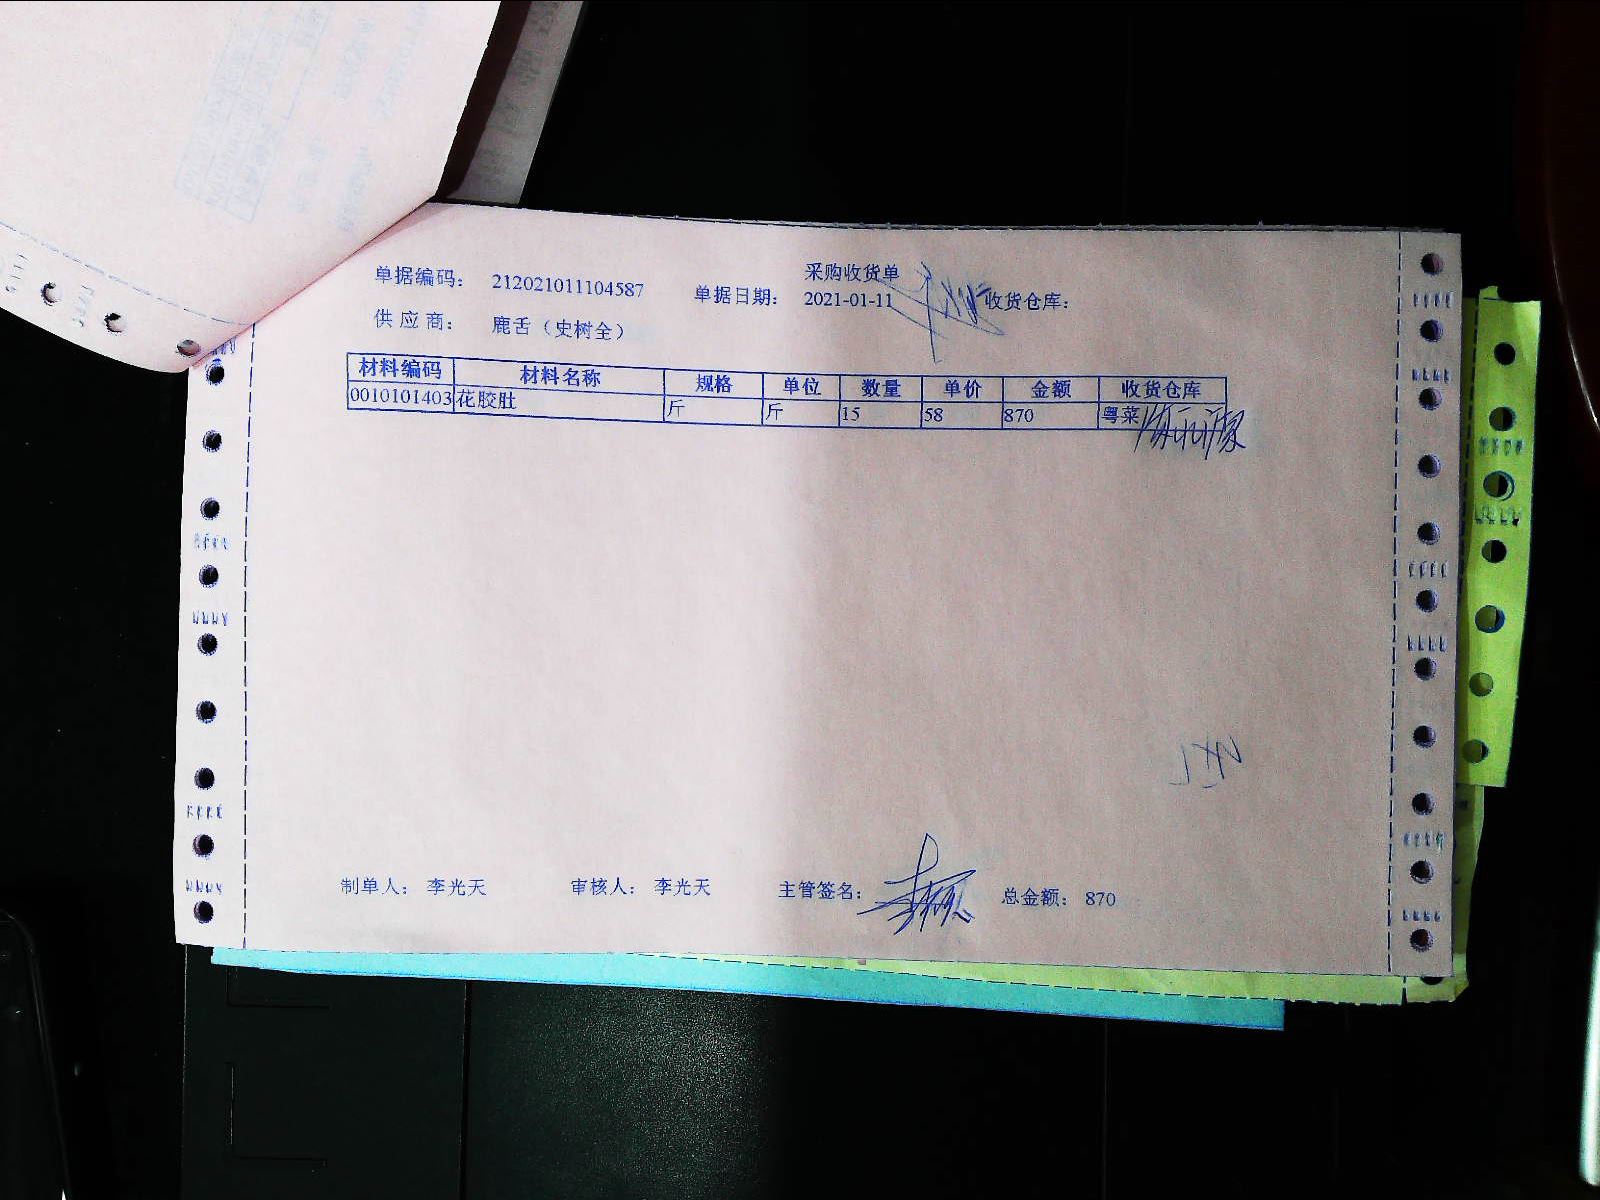 采购收货单
单据编码： 212021011104587 单据日期： 2021-01-11 收货仓库：
供应商： 鹿舌（史树全）
材料编码 材料名称 规格 单位 数量 单价 金额 收货仓库
0010101403 花胶肚 斤 斤 15 58 870 粤菜
制单人： 李光天 审核人： 李光天 主管签名： 总金额： 870